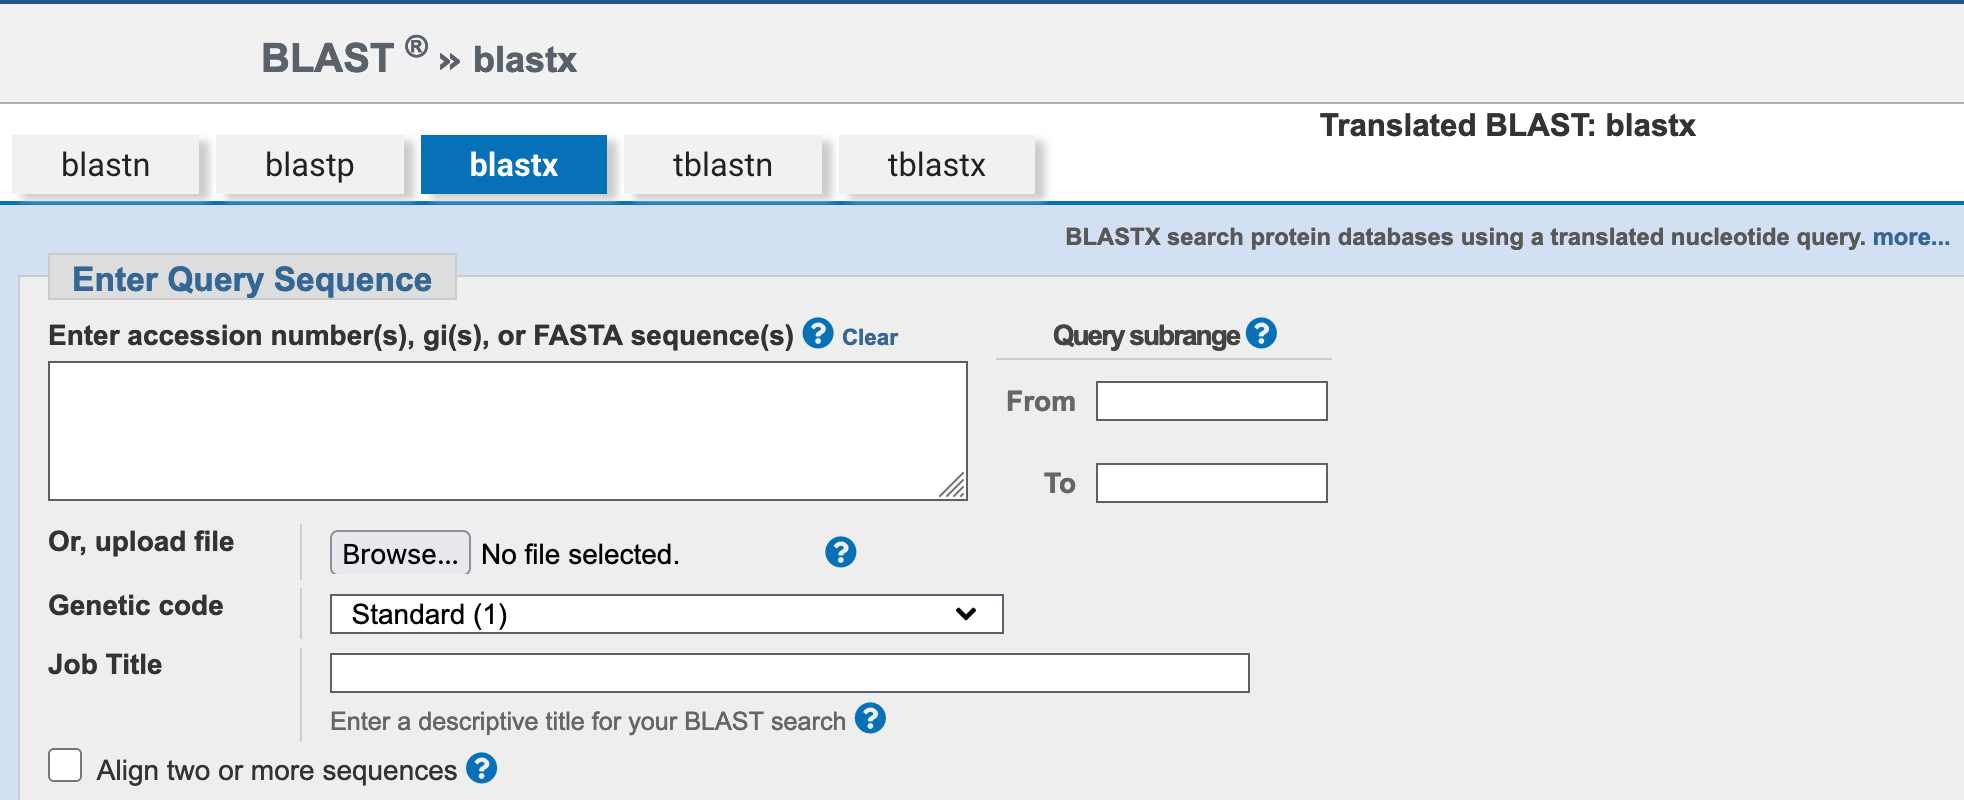 BLAST ® » blastx
Translated BLAST: blastx
blastn blastp blastx tblastn tblastx
BLASTX search protein databases using a translated nucleotide query. more...
Enter Query Sequence
Enter accession number(s), gi(s), or FASTA sequence(s) ? Clear
Query subrange ?
From
To
Or, upload file Browse... No file selected. ?
Genetic code Standard (1)
Job Title
Enter a descriptive title for your BLAST search ?
Align two or more sequences ?